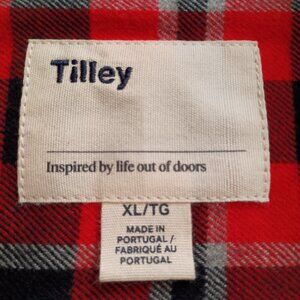 Tilley
Inspired by life out of doors
XL/TG
MADE IN
PORTUGAL /
FABRIQUÉ AU
PORTUGAL